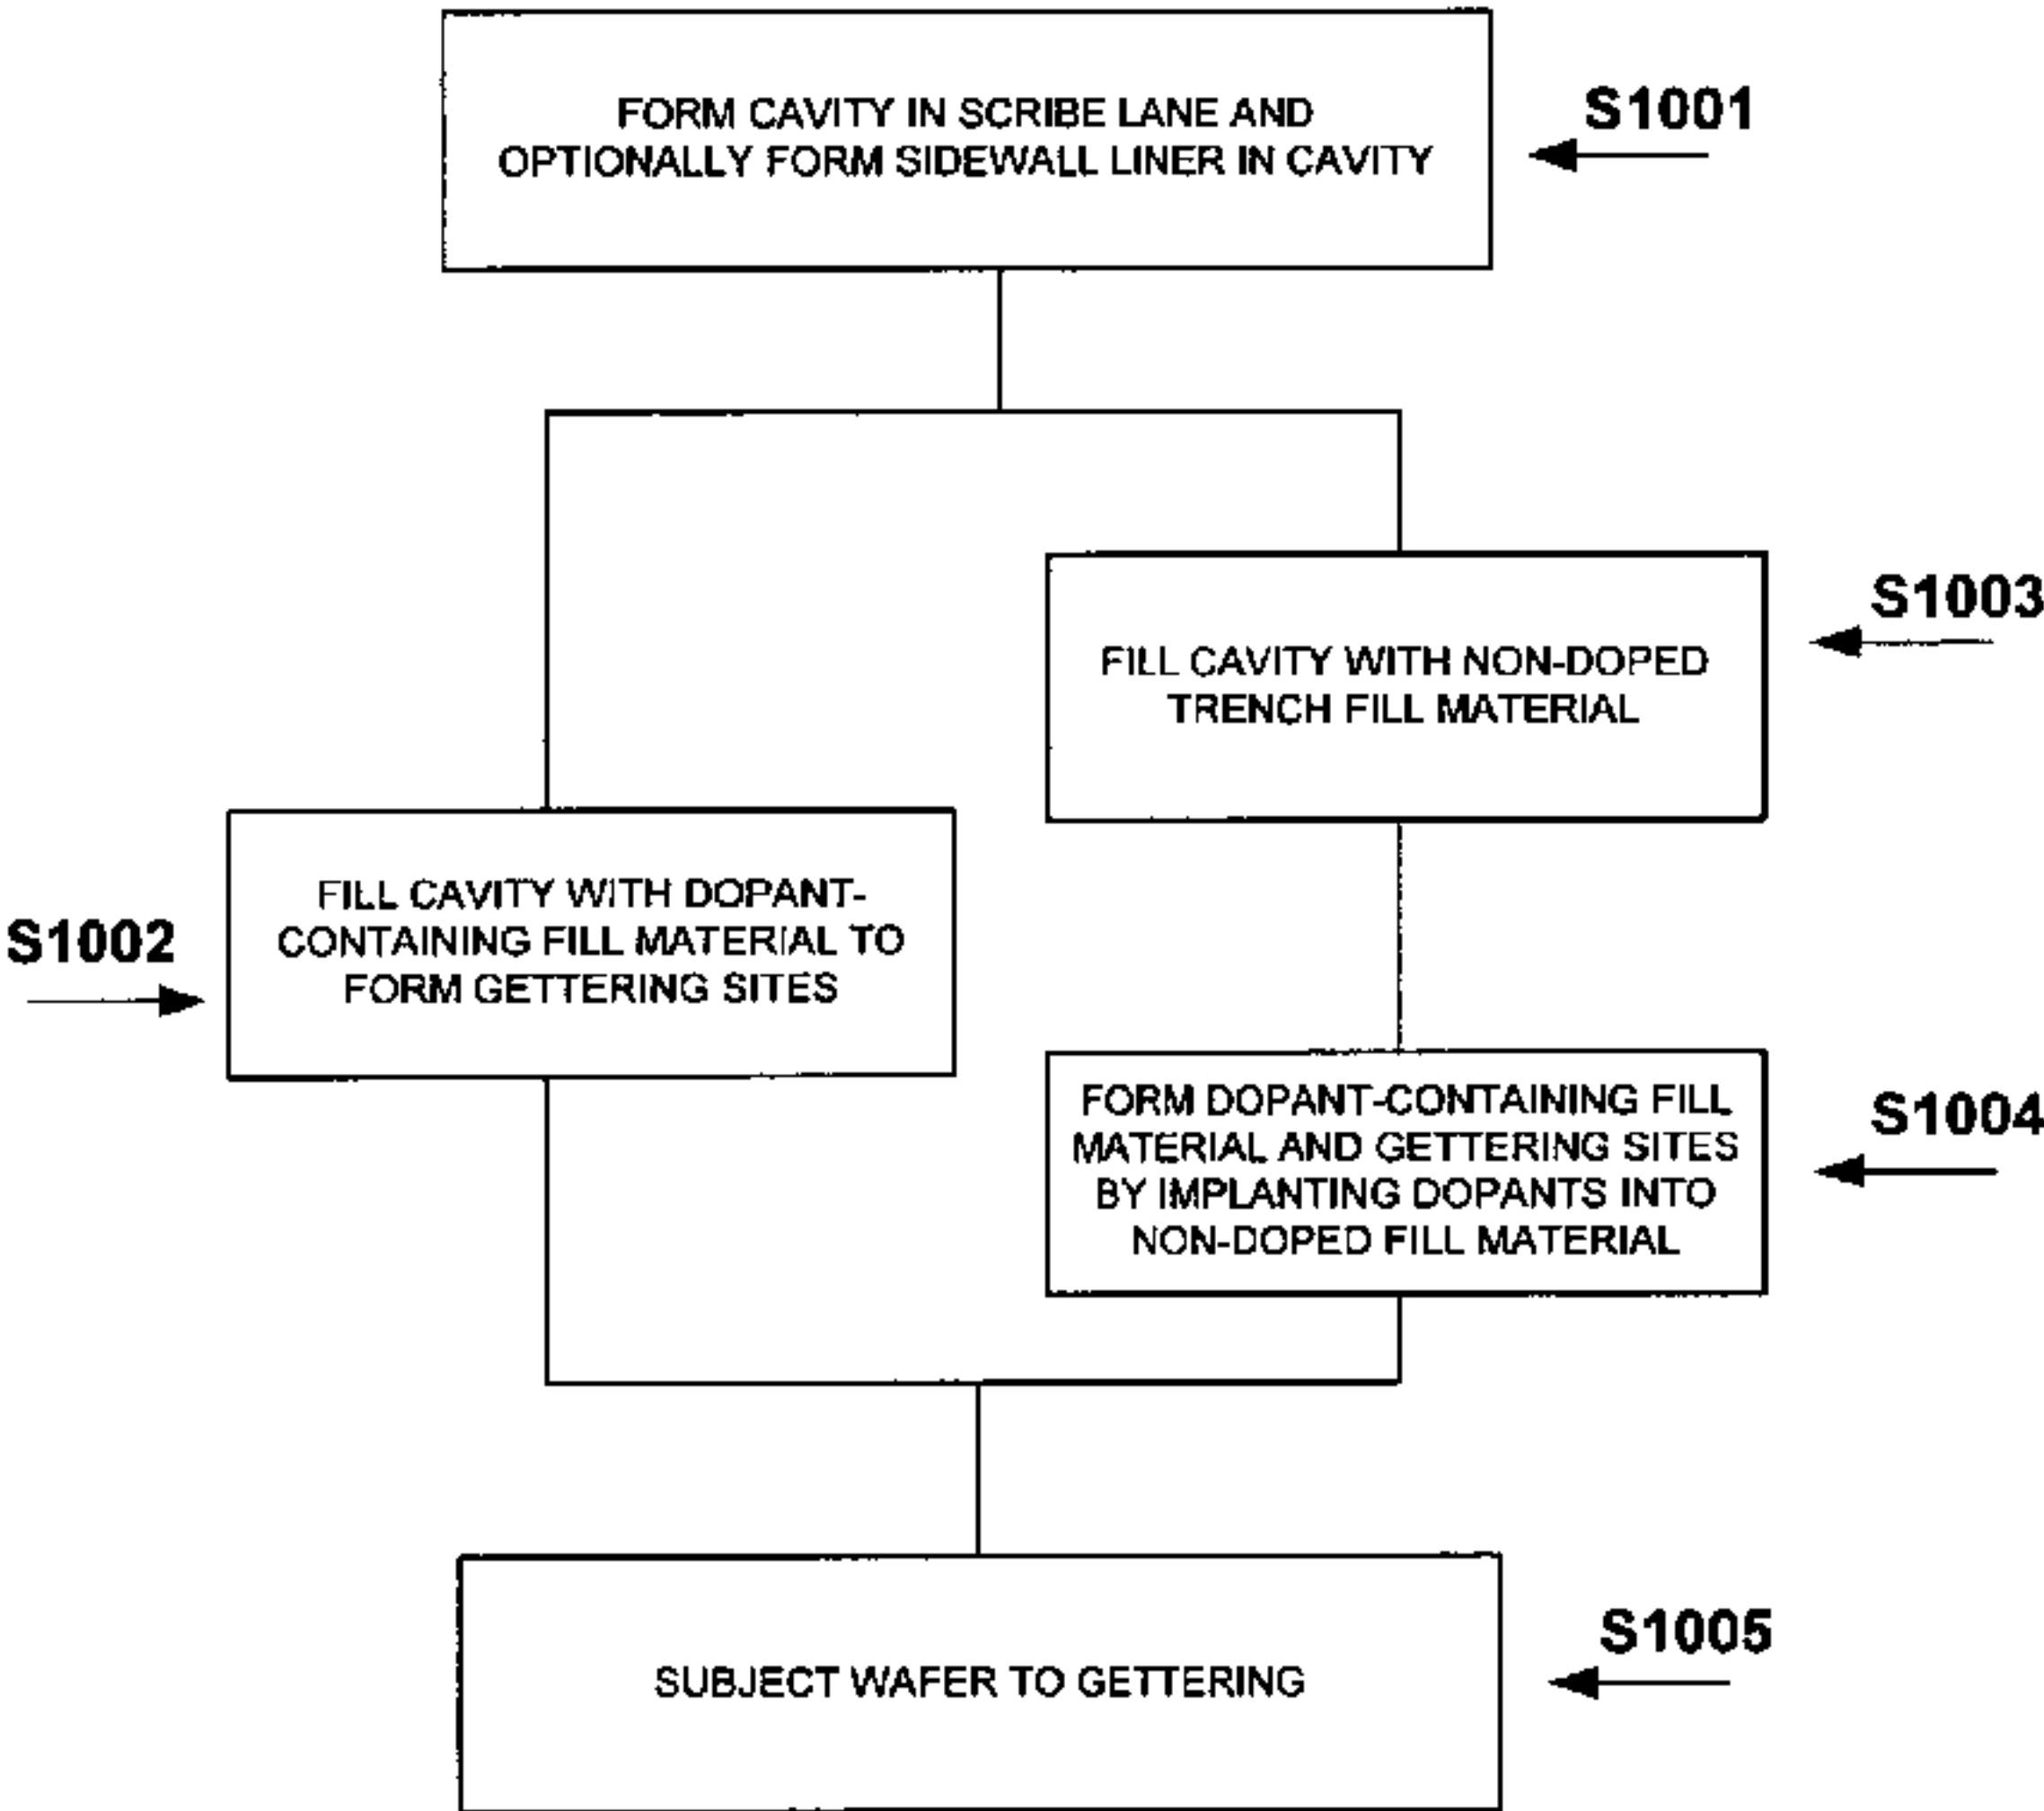 FORM CAVITY IN SCRIBE LANE AND
OPTIONALLY FORM SIDEWALL LINER IN CAVITY
S1001
S1003
FILL CAVITY WITH NON-DOPED
TRENCH FILL MATERIAL
FILL CAVITY WITH DOPANT-
CONTAINING FILL MATERIAL TO
FORM GETTERING SITES
S1002
FORM DOPANT-CONTAINING FILL
MATERIAL AND GETTERING SITES
BY IMPLANTING DOPANTS INTO
NON-DOPED FILL MATERIAL
S1004
SUBJECT WAFER TO GETTERING
S1005